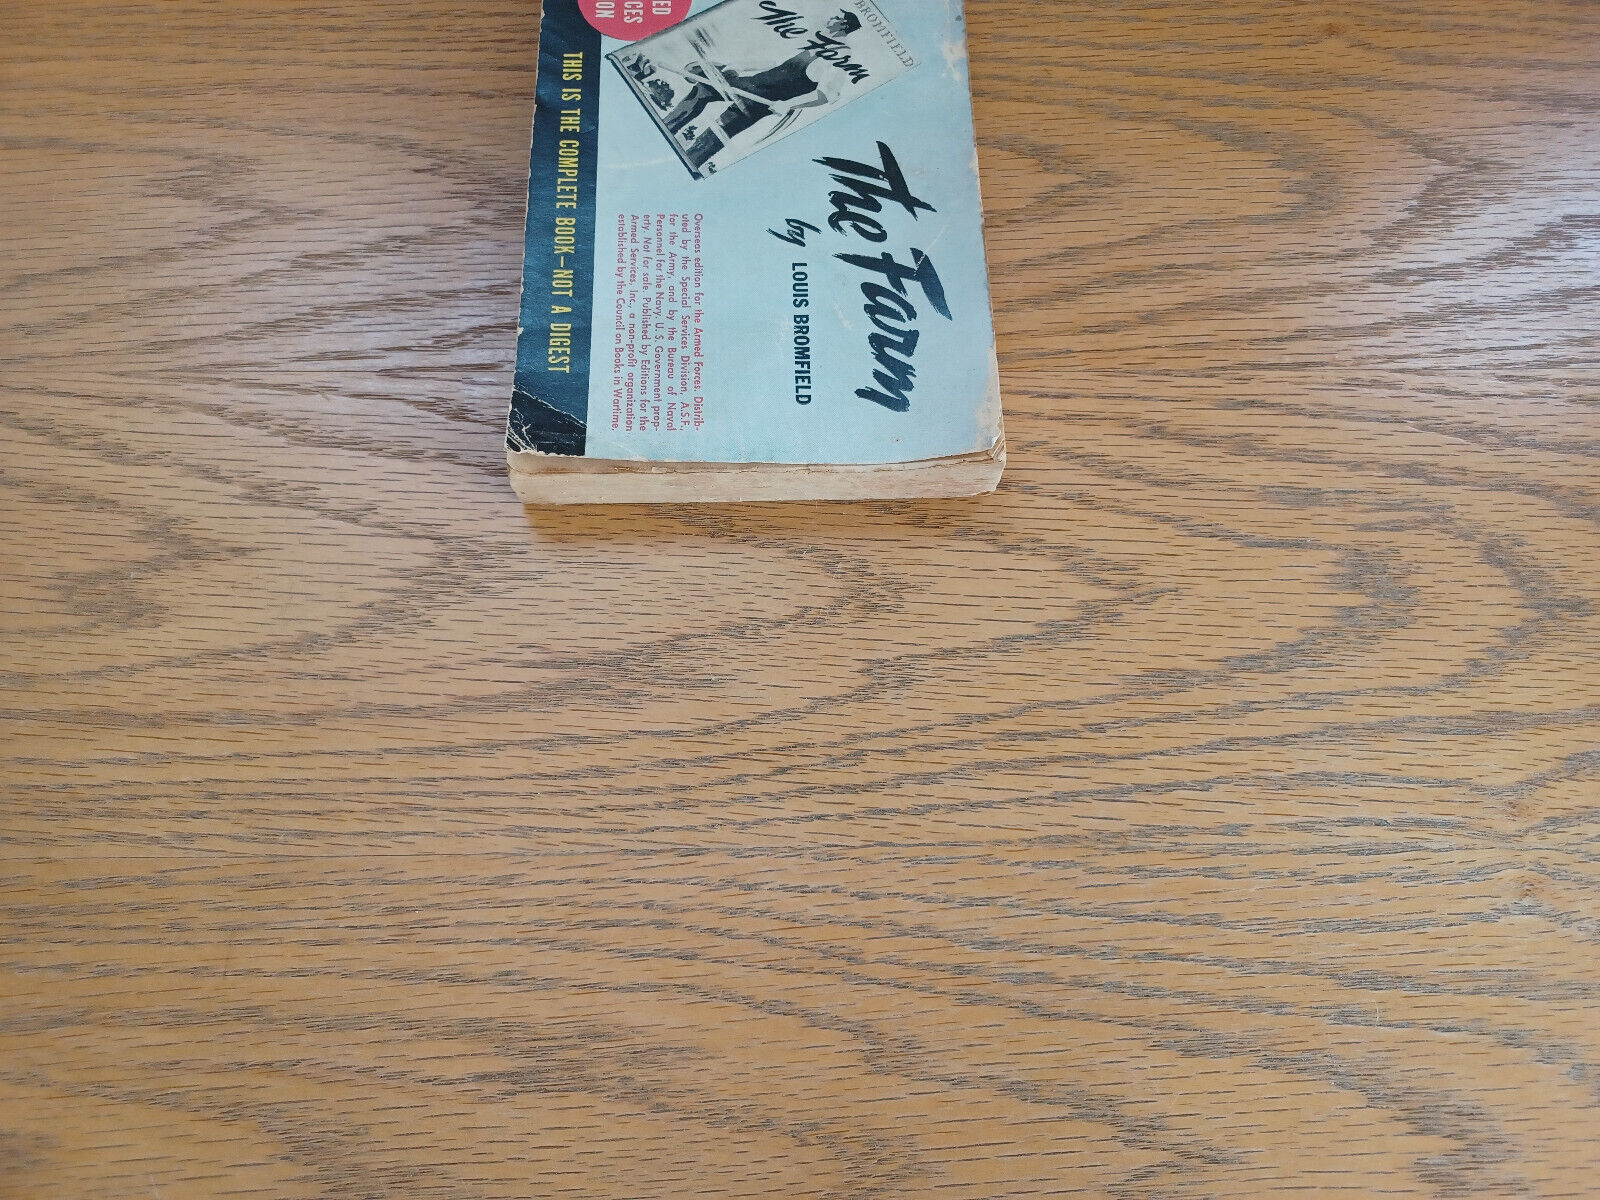 The Farm
by LOUIS BROMFIELD
BROMFIELD
The Farm
ED
CES
ON
Overseas edition for the Armed Forces. Distrib-
uted by the Special Services Division, A.S.F.,
for the Army, and by the Bureau of Naval
Personnel for the Navy. U. S. Government prop-
erty. Not for sale. Published by Editions for the
Armed Services, Inc., a non-profit organization
established by the Council on Books in Wartime.
THIS IS THE COMPLETE BOOK—NOT A DIGEST